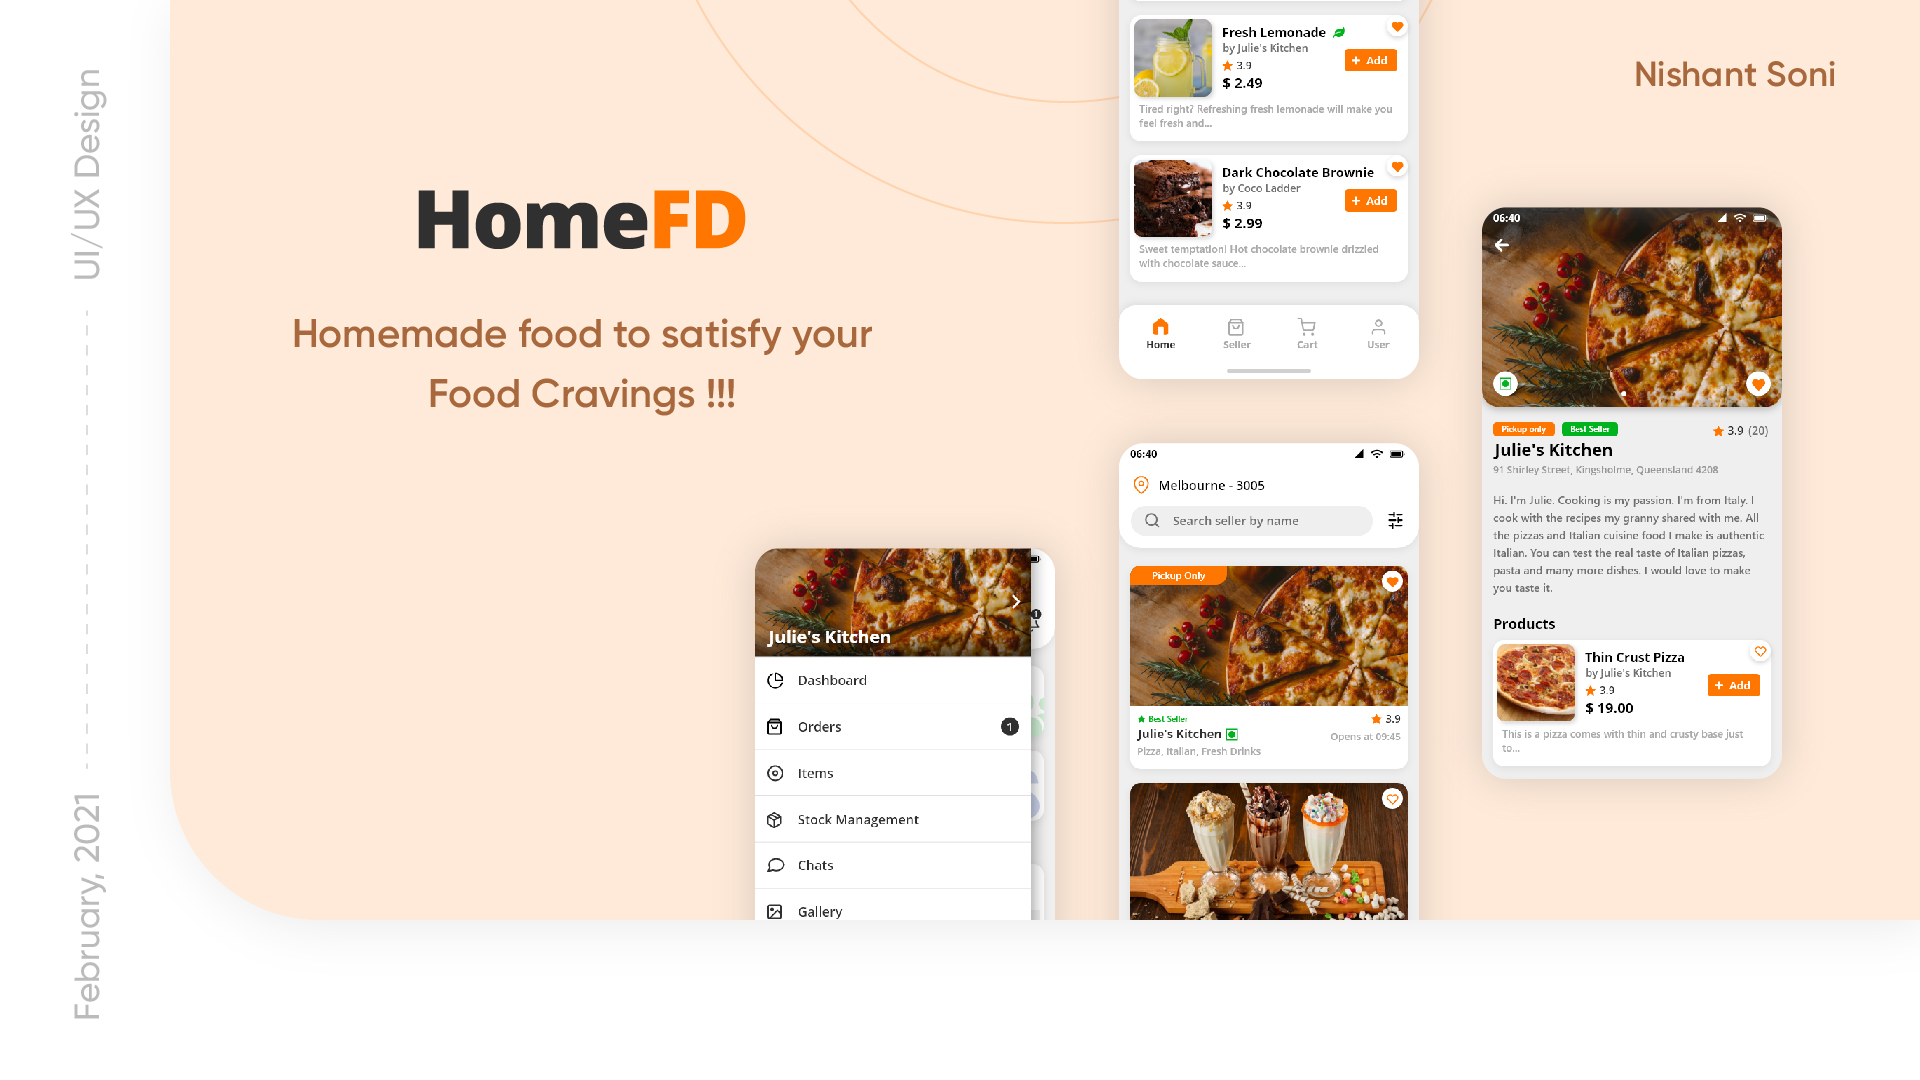 UI/UX Design
February, 2021
HomeFD
Homemade food to satisfy your
Food Cravings !!!
Nishant Soni
Fresh Lemonade
by Julie's Kitchen
3.9
+ Add
$ 2.49
Tired right? Refreshing fresh lemonade will make you
feel fresh and...
Dark Chocolate Brownie
by Coco Ladder
3.9
+ Add
$ 2.99
Sweet temptation! Hot chocolate brownie drizzled
with chocolate sauce...
Home Seller Cart User
06:40
Melbourne - 3005
Search seller by name
Pickup Only
Best Seller
3.9
Julie's Kitchen
Opens at 09:45
Pizza, Italian, Fresh Drinks
Julie's Kitchen
1
Dashboard
Orders 1
Items
Stock Management
Chats
Gallery
06:40
Pickup only Best Seller 3.9 (20)
Julie's Kitchen
91 Shirley Street, Kingsholme, Queensland 4208
Hi. I'm Julie. Cooking is my passion. I'm from Italy. I
cook with the recipes my granny shared with me. All
the pizzas and Italian cuisine food I make is authentic
Italian. You can test the real taste of Italian pizzas,
pasta and many more dishes. I would love to make
you taste it.
Products
Thin Crust Pizza
by Julie's Kitchen
3.9
+ Add
$ 19.00
This is a pizza comes with thin and crusty base just
to...